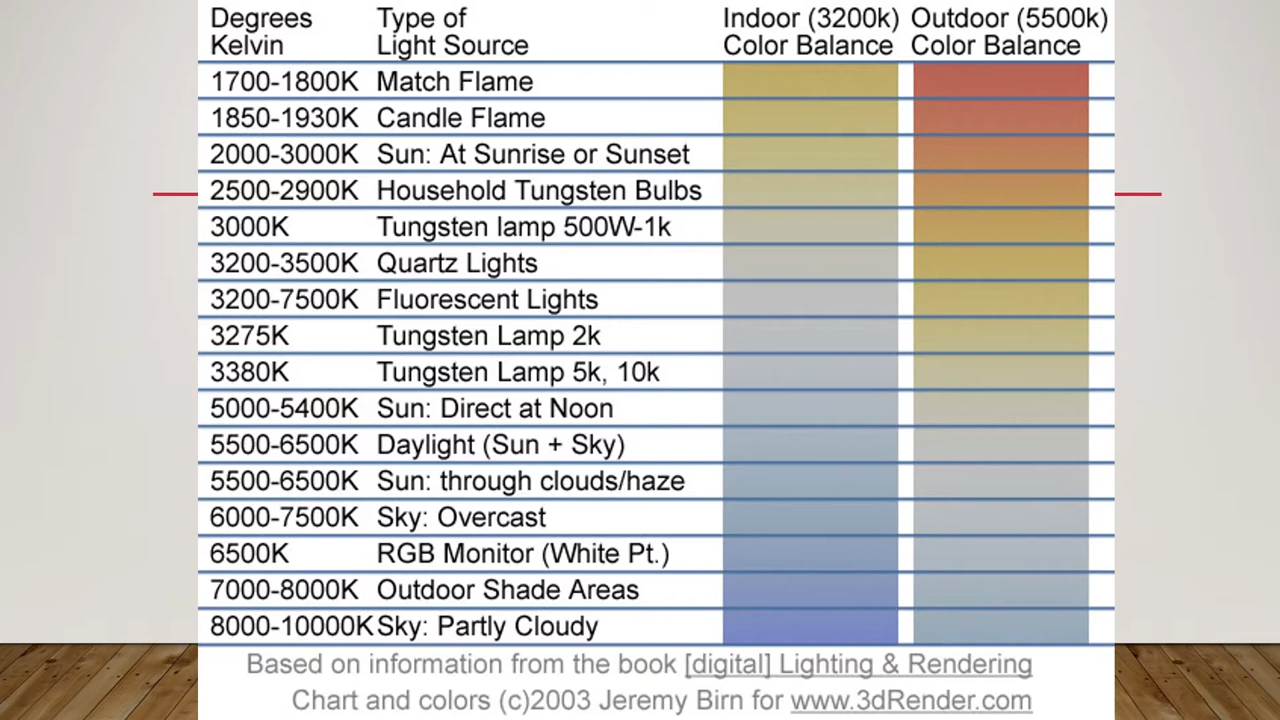 Degrees Kelvin Type of Light Source Indoor (3200k) Color Balance Outdoor (5500k) Color Balance
1700-1800K Match Flame
1850-1930K Candle Flame
2000-3000K Sun: At Sunrise or Sunset
2500-2900K Household Tungsten Bulbs
3000K Tungsten lamp 500W-1k
3200-3500K Quartz Lights
3200-7500K Fluorescent Lights
3275K Tungsten Lamp 2k
3380K Tungsten Lamp 5k, 10k
5000-5400K Sun: Direct at Noon
5500-6500K Daylight (Sun + Sky)
5500-6500K Sun: through clouds/haze
6000-7500K Sky: Overcast
6500K RGB Monitor (White Pt.)
7000-8000K Outdoor Shade Areas
8000-10000K Sky: Partly Cloudy
Based on information from the book [digital] Lighting & Rendering
Chart and colors (c)2003 Jeremy Birn for www.3dRender.com